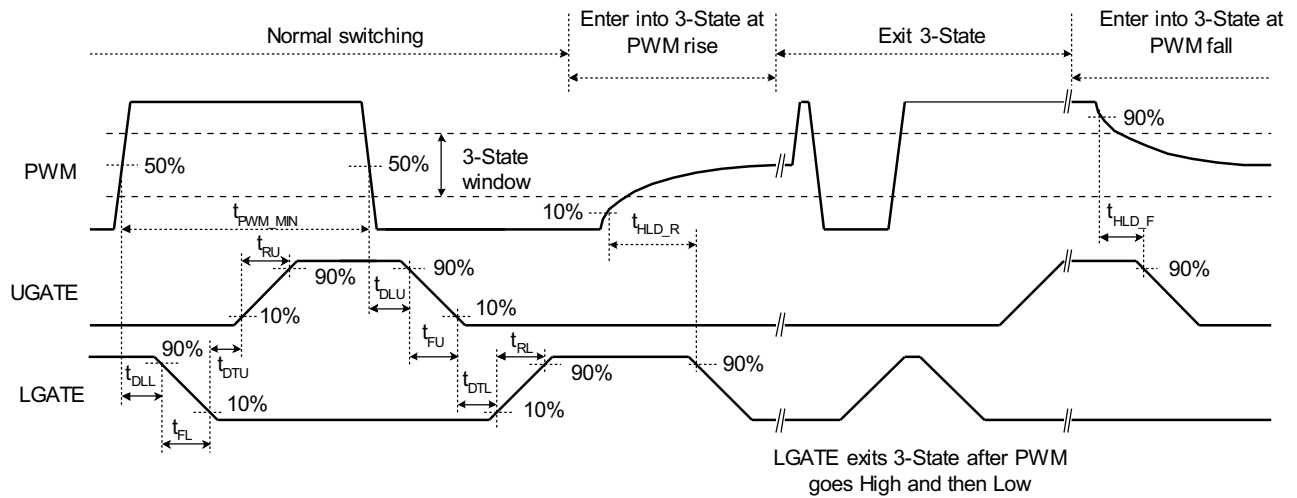 Normal switching
Enter into 3-State at
PWM rise
Exit 3-State
Enter into 3-State at
PWM fall
PWM
50%
50%
3-State
window
10%
90%
tPWM_MIN
tHLD_R
tHLD_F
tRU
UGATE
90%
10%
tDLU
90%
10%
90%
tFU
tRL
LGATE
90%
tDTU
tDLL
10%
tFL
tDTL
90%
10%
90%
LGATE exits 3-State after PWM
goes High and then Low